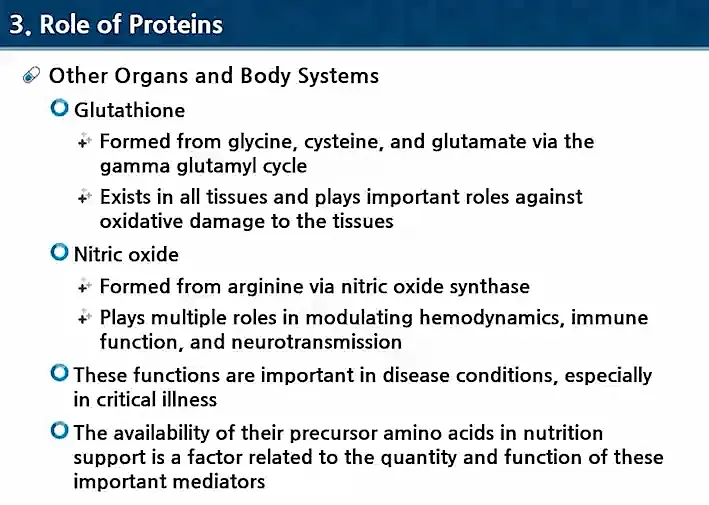 3. Role of Proteins
Other Organs and Body Systems
Glutathione
Formed from glycine, cysteine, and glutamate via the
gamma glutamyl cycle
Exists in all tissues and plays important roles against
oxidative damage to the tissues
Nitric oxide
Formed from arginine via nitric oxide synthase
Plays multiple roles in modulating hemodynamics, immune
function, and neurotransmission
These functions are important in disease conditions, especially
in critical illness
The availability of their precursor amino acids in nutrition
support is a factor related to the quantity and function of these
important mediators